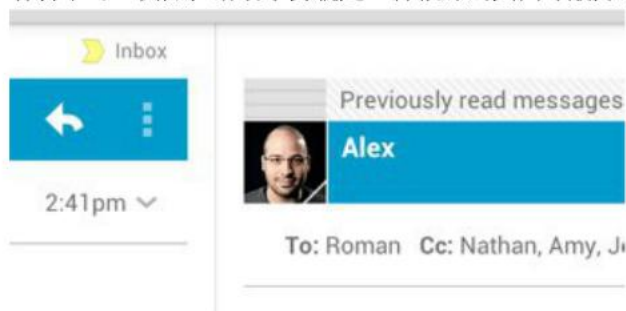 Inbox
Previously read messages
Alex
2:41pm
To: Roman Cc: Nathan, Amy,